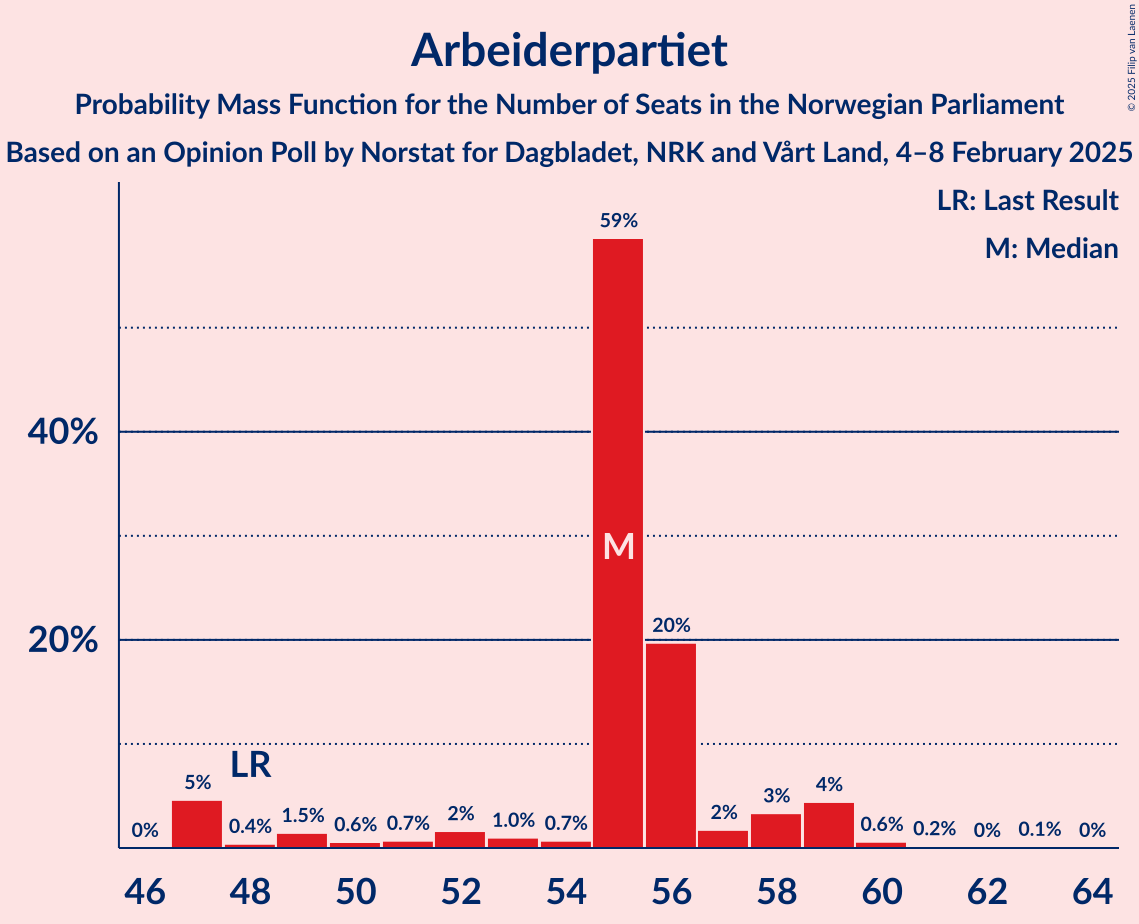 Arbeiderpartiet
Probability Mass Function for the Number of Seats in the Norwegian Parliament
Based on an Opinion Poll by Norstat for Dagbladet, NRK and Vårt Land, 4–8 February 2025
© 2025 Filip van Laenen
LR: Last Result
M: Median
59%
40%
M
20%
20%
LR
5%
0%
0.4%
1.5%
0.6%
0.7%
2%
1.0%
0.7%
2%
3%
4%
0.6%
0.2%
0%
0.1%
0%
46 48 50 52 54 56 58 60 62 64